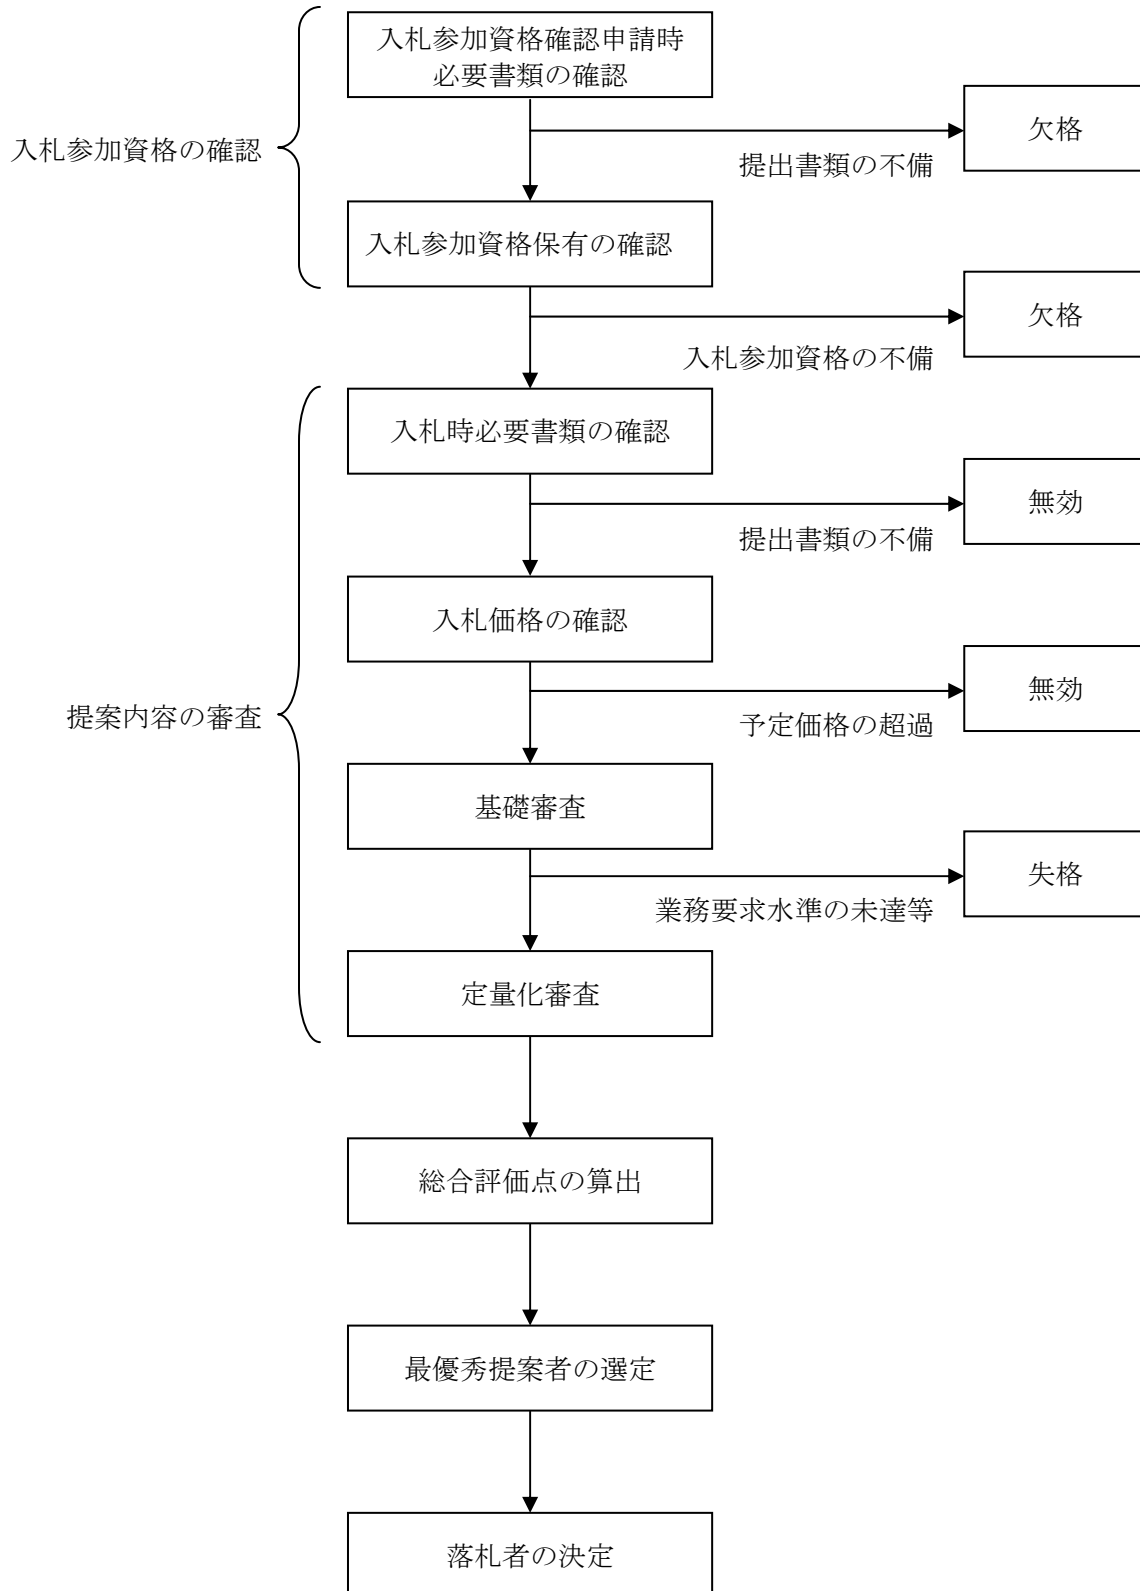 入札参加資格確認申請時
必要書類の確認
欠格
入札参加資格の確認
提出書類の不備
入札参加資格保有の確認
欠格
入札参加資格の不備
入札時必要書類の確認
無効
提出書類の不備
入札価格の確認
無効
提案内容の審査
予定価格の超過
基礎審査
失格
業務要求水準の未達等
定量化審査
総合評価点の算出
最優秀提案者の選定
落札者の決定